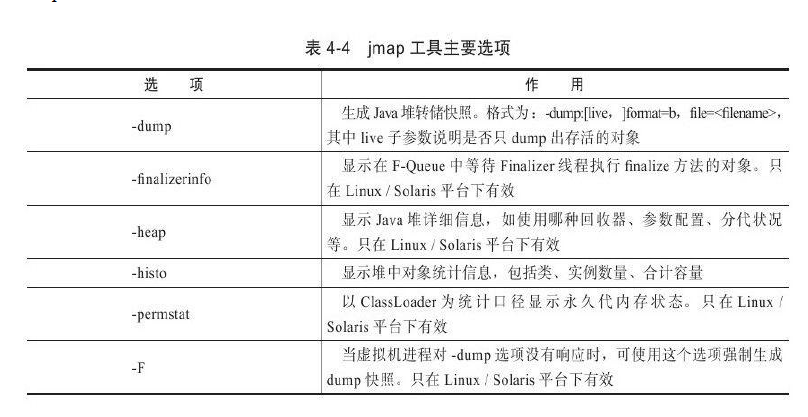 表 4-4 jmap 工具主要选项
选 项
作 用
-dump
生成 Java 堆转储快照。格式为：-dump:[live，]format=b，file=<filename>，
其中 live 子参数说明是否只 dump 出存活的对象
-finalizerinfo
显示在 F-Queue 中等待 Finalizer 线程执行 finalize 方法的对象。只
在 Linux / Solaris 平台下有效
-heap
显示 Java 堆详细信息，如使用哪种回收器、参数配置、分代状况
等。只在 Linux / Solaris 平台下有效
-histo
显示堆中对象统计信息，包括类、实例数量、合计容量
-permstat
以 ClassLoader 为统计口径显示永久代内存状态。只在 Linux /
Solaris 平台下有效
-F
当虚拟机进程对 -dump 选项没有响应时，可使用这个选项强制生成
dump 快照。只在 Linux / Solaris 平台下有效